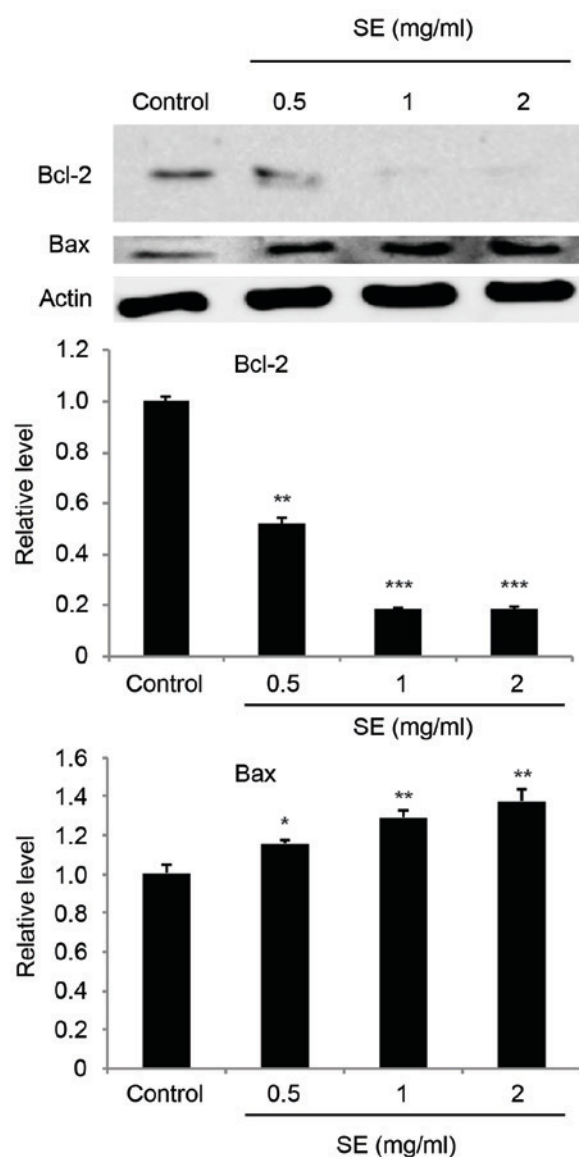 SE (mg/ml)
Control 0.5 1 2
Bcl-2
Bax
Actin
Bcl-2
Relative level
1.2
1.0
0.8
0.6
0.4
0.2
0
**
***
***
Control 0.5 1 2
SE (mg/ml)
Bax
Relative level
1.6
1.4
1.2
1.0
0.8
0.6
0.4
0.2
0
*
**
**
Control 0.5 1 2
SE (mg/ml)